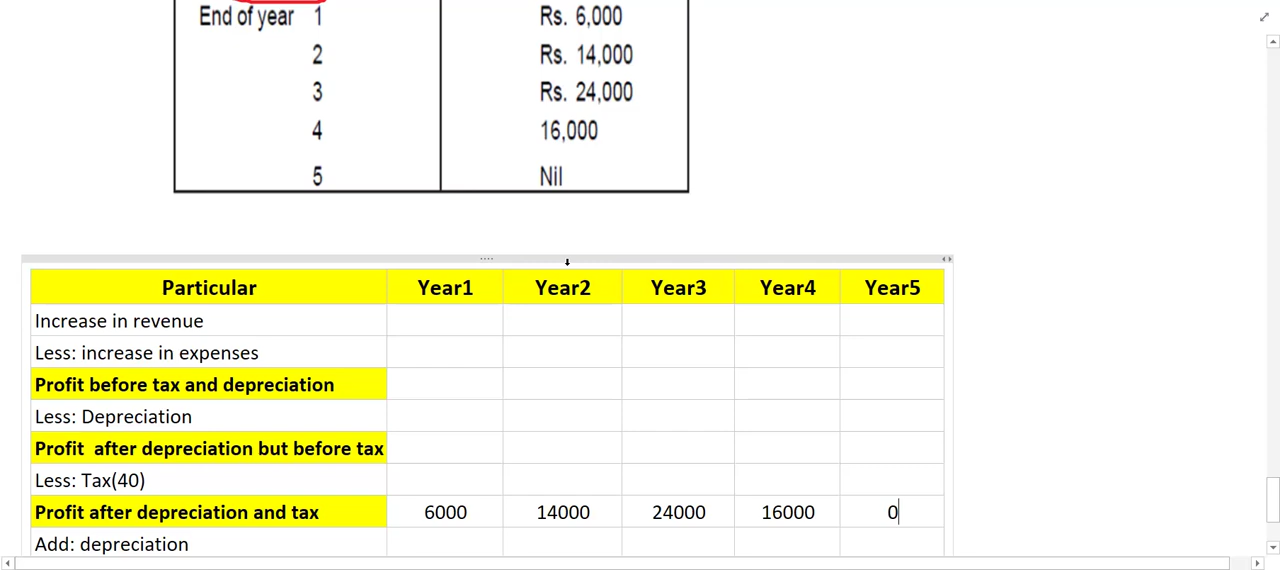 End of year 1 Rs. 6,000
2 Rs. 14,000
3 Rs. 24,000
4 16,000
5 Nil
Particular Year1 Year2 Year3 Year4 Year5
Increase in revenue
Less: increase in expenses
Profit before tax and depreciation
Less: Depreciation
Profit after depreciation but before tax
Less: Tax(40)
Profit after depreciation and tax 6000 14000 24000 16000 0
Add: depreciation